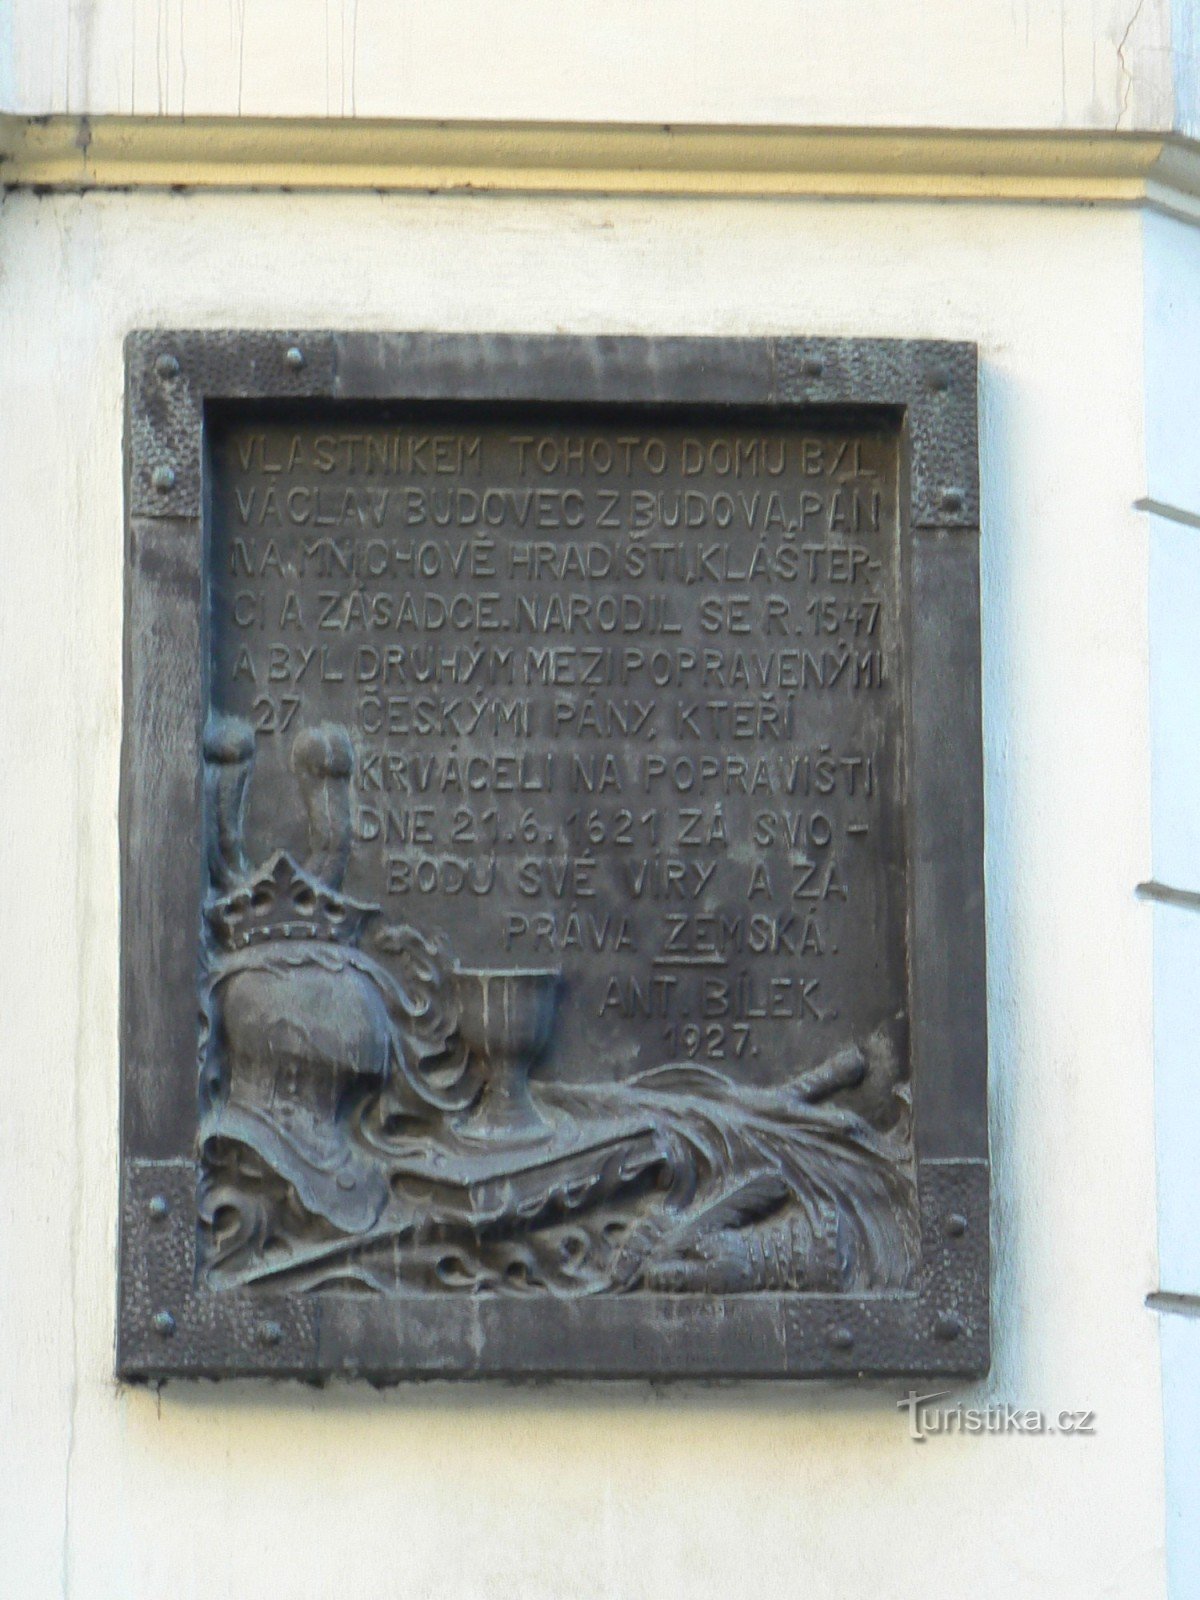 VLASTNÍKEM TOHOTO DOMU BYL
VÁCLAV BUDOVEC Z BUDOVA, PÁN
NA MNICHOVĚ HRADIŠTI, KLÁŠTER-
CI A ZÁSADCE. NARODIL SE R. 1547
A BYL DRUHÝM MEZI POPRAVENÝMI
27 ČESKÝMI PÁNY, KTEŘÍ
KRVÁCELI NA POPRAVIŠTI
DNE 21.6.1621 ZA SVO-
BODU SVÉ VÍRY A ZA
PRÁVA ZEMSKÁ.
ANT. BÍLEK.
1927.
Turistika.cz